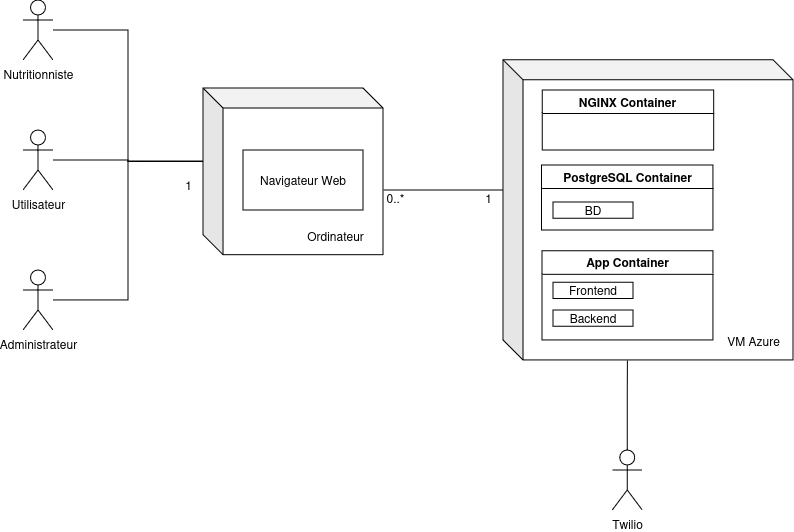 Nutritionniste
Utilisateur
Administrateur
1
Navigateur Web
Ordinateur
0..*
1
NGINX Container
PostgreSQL Container
BD
App Container
Frontend
Backend
VM Azure
Twilio